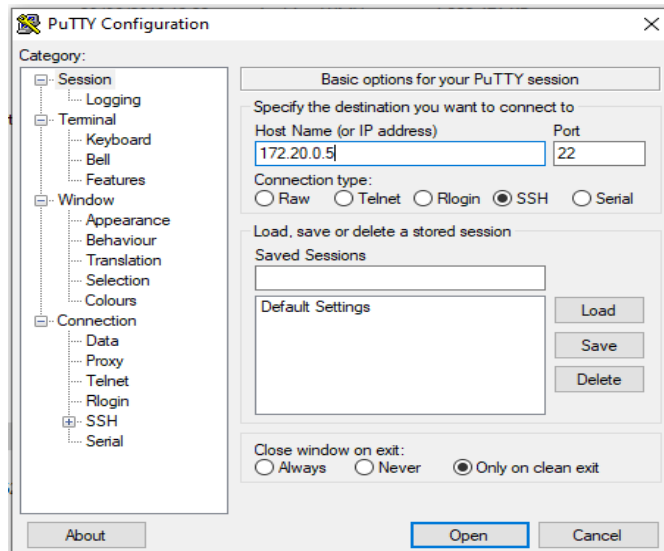 PuTTY Configuration
Category:
Session
Logging
Terminal
Keyboard
Bell
Features
Window
Appearance
Behaviour
Translation
Selection
Colours
Connection
Data
Proxy
Telnet
Rlogin
SSH
Serial
Basic options for your PuTTY session
Specify the destination you want to connect to
Host Name (or IP address) Port
172.20.0.5 22
Connection type:
Raw Telnet Rlogin SSH Serial
Load, save or delete a stored session
Saved Sessions
Default Settings
Load
Save
Delete
Close window on exit:
Always Never Only on clean exit
About Open Cancel